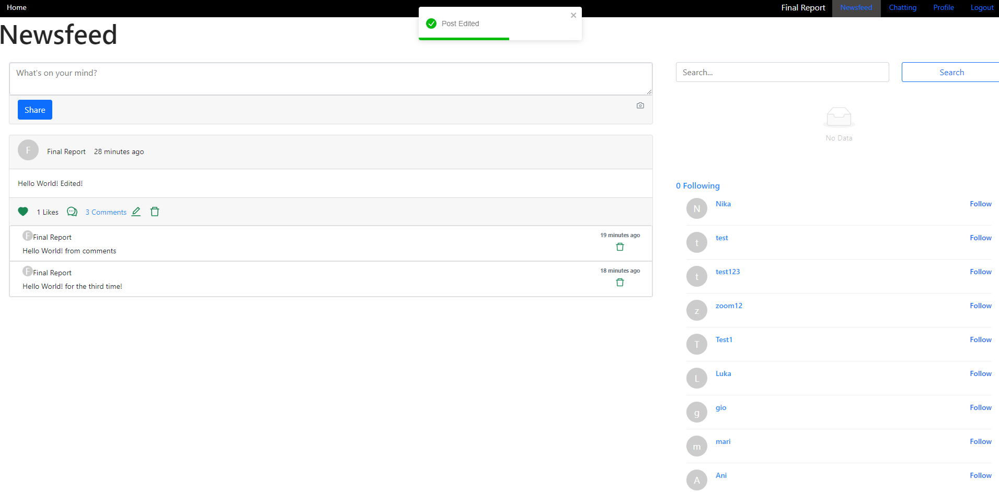 Home
Final Report Newsfeed Chatting Profile Logout
Post Edited
Newsfeed
What's on your mind?
Share
Search...
Search
No Data
F
Final Report 28 minutes ago
Hello World! Edited!
1 Likes 3 Comments
F Final Report
19 minutes ago
Hello World! from comments
F Final Report
18 minutes ago
Hello World! for the third time!
0 Following
N Nika Follow
t test Follow
t test123 Follow
z zoom12 Follow
T Test1 Follow
L Luka Follow
g gio Follow
m mari Follow
A Ani Follow